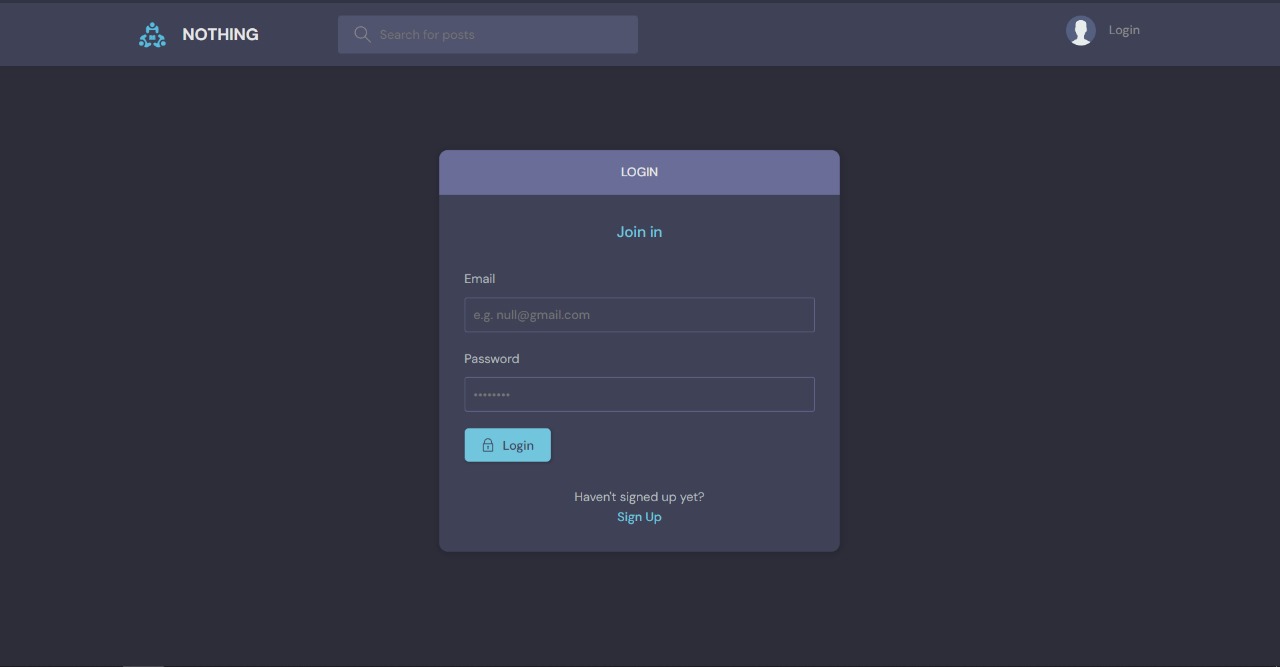 NOTHING
Search for posts
Login
LOGIN
Join in
Email
e.g. null@gmail.com
Password
••••••••
Login
Haven't signed up yet?
Sign Up